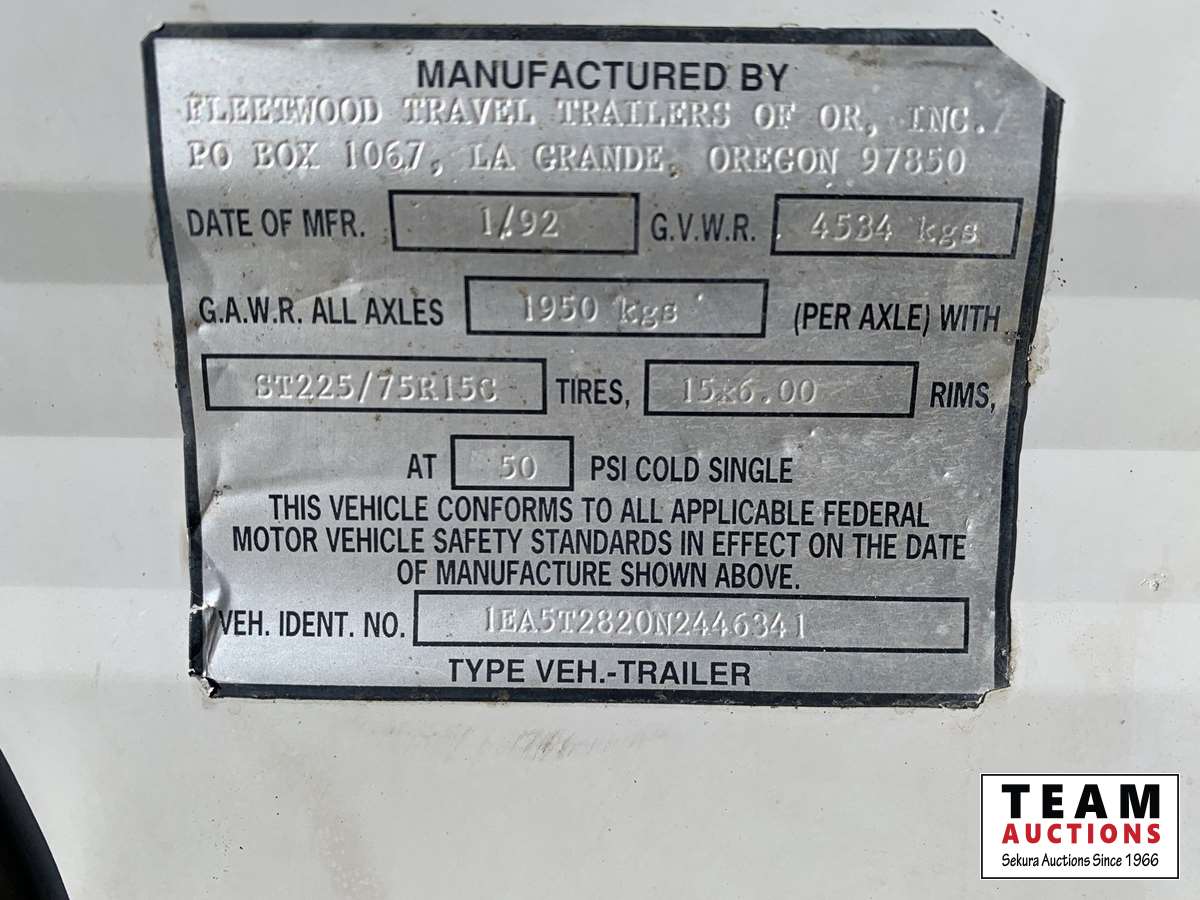 MANUFACTURED BY
FLEETWOOD TRAVEL TRAILERS OF OR, INC.
PO BOX 1067, LA GRANDE, OREGON 97850
DATE OF MFR. 1/92 G.V.W.R. 4534 kgs
G.A.W.R. ALL AXLES 1950 kgs (PER AXLE) WITH
ST225/75R15C TIRES, 15x6.00 RIMS,
AT 50 PSI COLD SINGLE
THIS VEHICLE CONFORMS TO ALL APPLICABLE FEDERAL
MOTOR VEHICLE SAFETY STANDARDS IN EFFECT ON THE DATE
OF MANUFACTURE SHOWN ABOVE.
VEH. IDENT. NO. 1EA5T2820N2446341
TYPE VEH.-TRAILER
TEAM
AUCTIONS
Sekura Auctions Since 1966